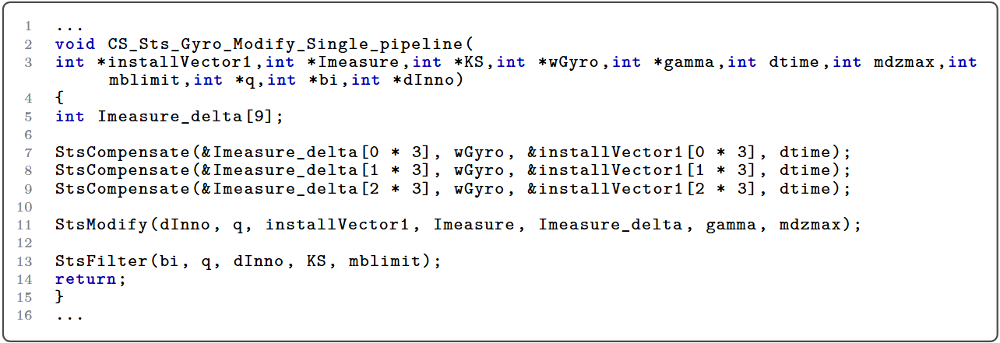 1 ...
2 void CS_Sts_Gyro_Modify_Single_pipeline(
3 int *installVector1,int *Imeasure,int *KS,int *wGyro,int *gamma,int dtime,int mdzmax,int
mblimit,int *q,int *bi,int *dInno)
4 {
5 int Imeasure_delta[9];
6
7 StsCompensate(&Imeasure_delta[0 * 3], wGyro, &installVector1[0 * 3], dtime);
8 StsCompensate(&Imeasure_delta[1 * 3], wGyro, &installVector1[1 * 3], dtime);
9 StsCompensate(&Imeasure_delta[2 * 3], wGyro, &installVector1[2 * 3], dtime);
10
11 StsModify(dInno, q, installVector1, Imeasure, Imeasure_delta, gamma, mdzmax);
12
13 StsFilter(bi, q, dInno, KS, mblimit);
14 return;
15 }
16 ...